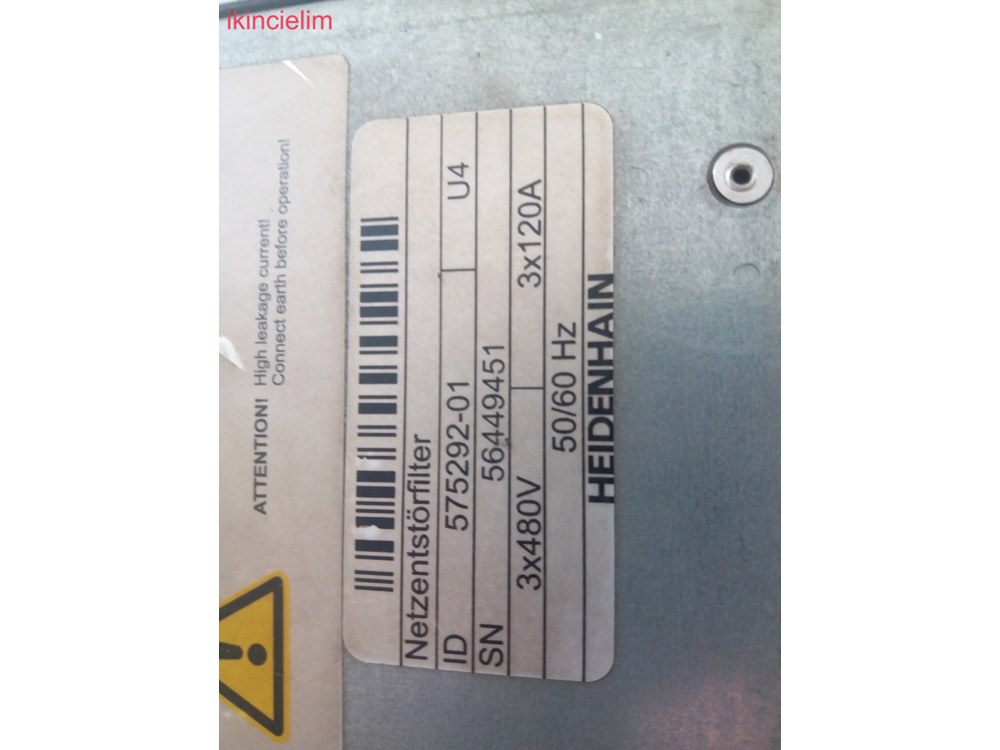 ikincielim
ATTENTION! High leakage current!
Connect earth before operation!
Netzentstörfilter
ID 575292-01 U4
SN 56449451
3x480V 3x120A
50/60 Hz
HEIDENHAIN